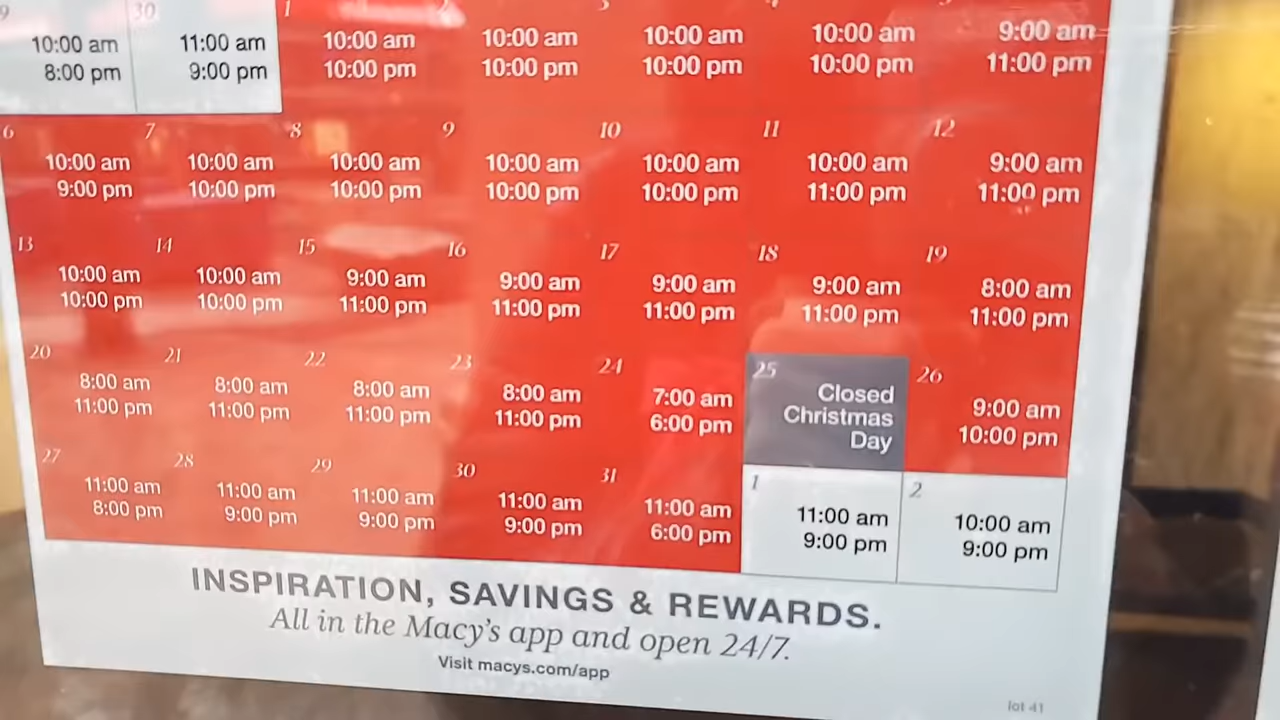 9 30 1 2 3 4 5
10:00 am 11:00 am 10:00 am 10:00 am 10:00 am 10:00 am 9:00 am
8:00 pm 9:00 pm 10:00 pm 10:00 pm 10:00 pm 10:00 pm 11:00 pm
6 7 8 9 10 11 12
10:00 am 10:00 am 10:00 am 10:00 am 10:00 am 10:00 am 9:00 am
9:00 pm 10:00 pm 10:00 pm 10:00 pm 10:00 pm 11:00 pm 11:00 pm
13 14 15 16 17 18 19
10:00 am 10:00 am 9:00 am 9:00 am 9:00 am 9:00 am 8:00 am
10:00 pm 10:00 pm 11:00 pm 11:00 pm 11:00 pm 11:00 pm 11:00 pm
20 21 22 23 24 25 26
8:00 am 8:00 am 8:00 am 8:00 am 7:00 am Closed 9:00 am
11:00 pm 11:00 pm 11:00 pm 11:00 pm 6:00 pm Christmas 10:00 pm
Day
27 28 29 30 31 1 2
11:00 am 11:00 am 11:00 am 11:00 am 11:00 am 11:00 am 10:00 am
8:00 pm 9:00 pm 9:00 pm 9:00 pm 6:00 pm 9:00 pm 9:00 pm
INSPIRATION, SAVINGS & REWARDS.
All in the Macy's app and open 24/7.
Visit macys.com/app
lot 41